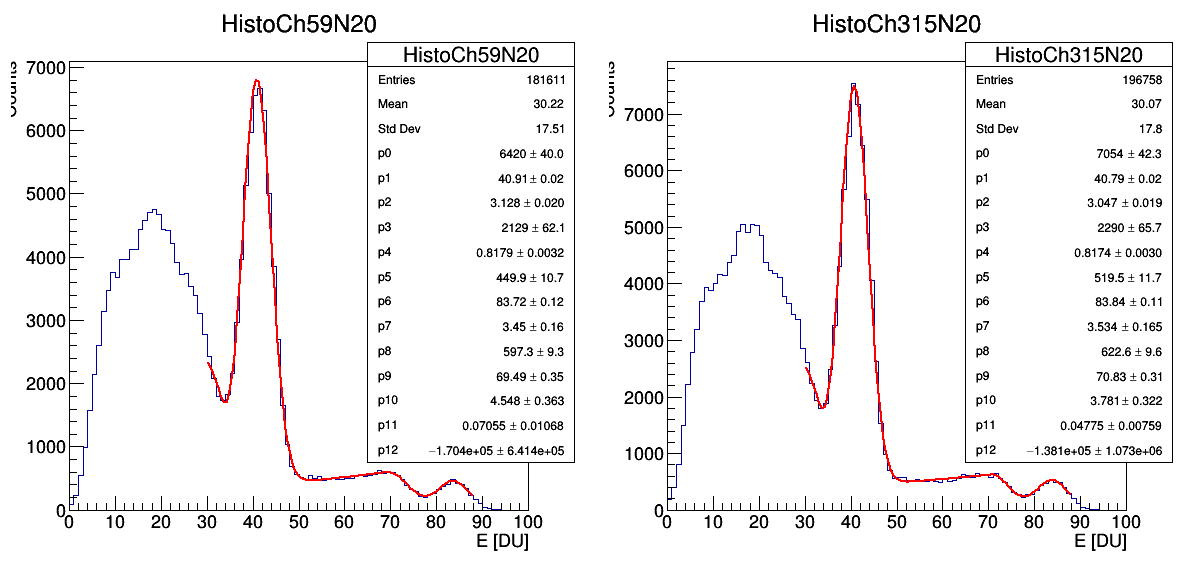 HistoCh59N20
HistoCh59N20
Entries 181611
Mean 30.22
Std Dev 17.51
p0 6420 ± 40.0
p1 40.91 ± 0.02
p2 3.128 ± 0.020
p3 2129 ± 62.1
p4 0.8179 ± 0.0032
p5 449.9 ± 10.7
p6 83.72 ± 0.12
p7 3.45 ± 0.16
p8 597.3 ± 9.3
p9 69.49 ± 0.35
p10 4.548 ± 0.363
p11 0.07055 ± 0.01068
p12 −1.704e+05 ± 6.414e+05
7000
6000
5000
4000
3000
2000
1000
0
0 10 20 30 40 50 60 70 80 90 100
E [DU]
HistoCh315N20
HistoCh315N20
Entries 196758
Mean 30.07
Std Dev 17.8
p0 7054 ± 42.3
p1 40.79 ± 0.02
p2 3.047 ± 0.019
p3 2290 ± 65.7
p4 0.8174 ± 0.0030
p5 519.5 ± 11.7
p6 83.84 ± 0.11
p7 3.534 ± 0.165
p8 622.6 ± 9.6
p9 70.83 ± 0.31
p10 3.781 ± 0.322
p11 0.04775 ± 0.00759
p12 −1.381e+05 ± 1.073e+06
7000
6000
5000
4000
3000
2000
1000
0
0 10 20 30 40 50 60 70 80 90 100
E [DU]